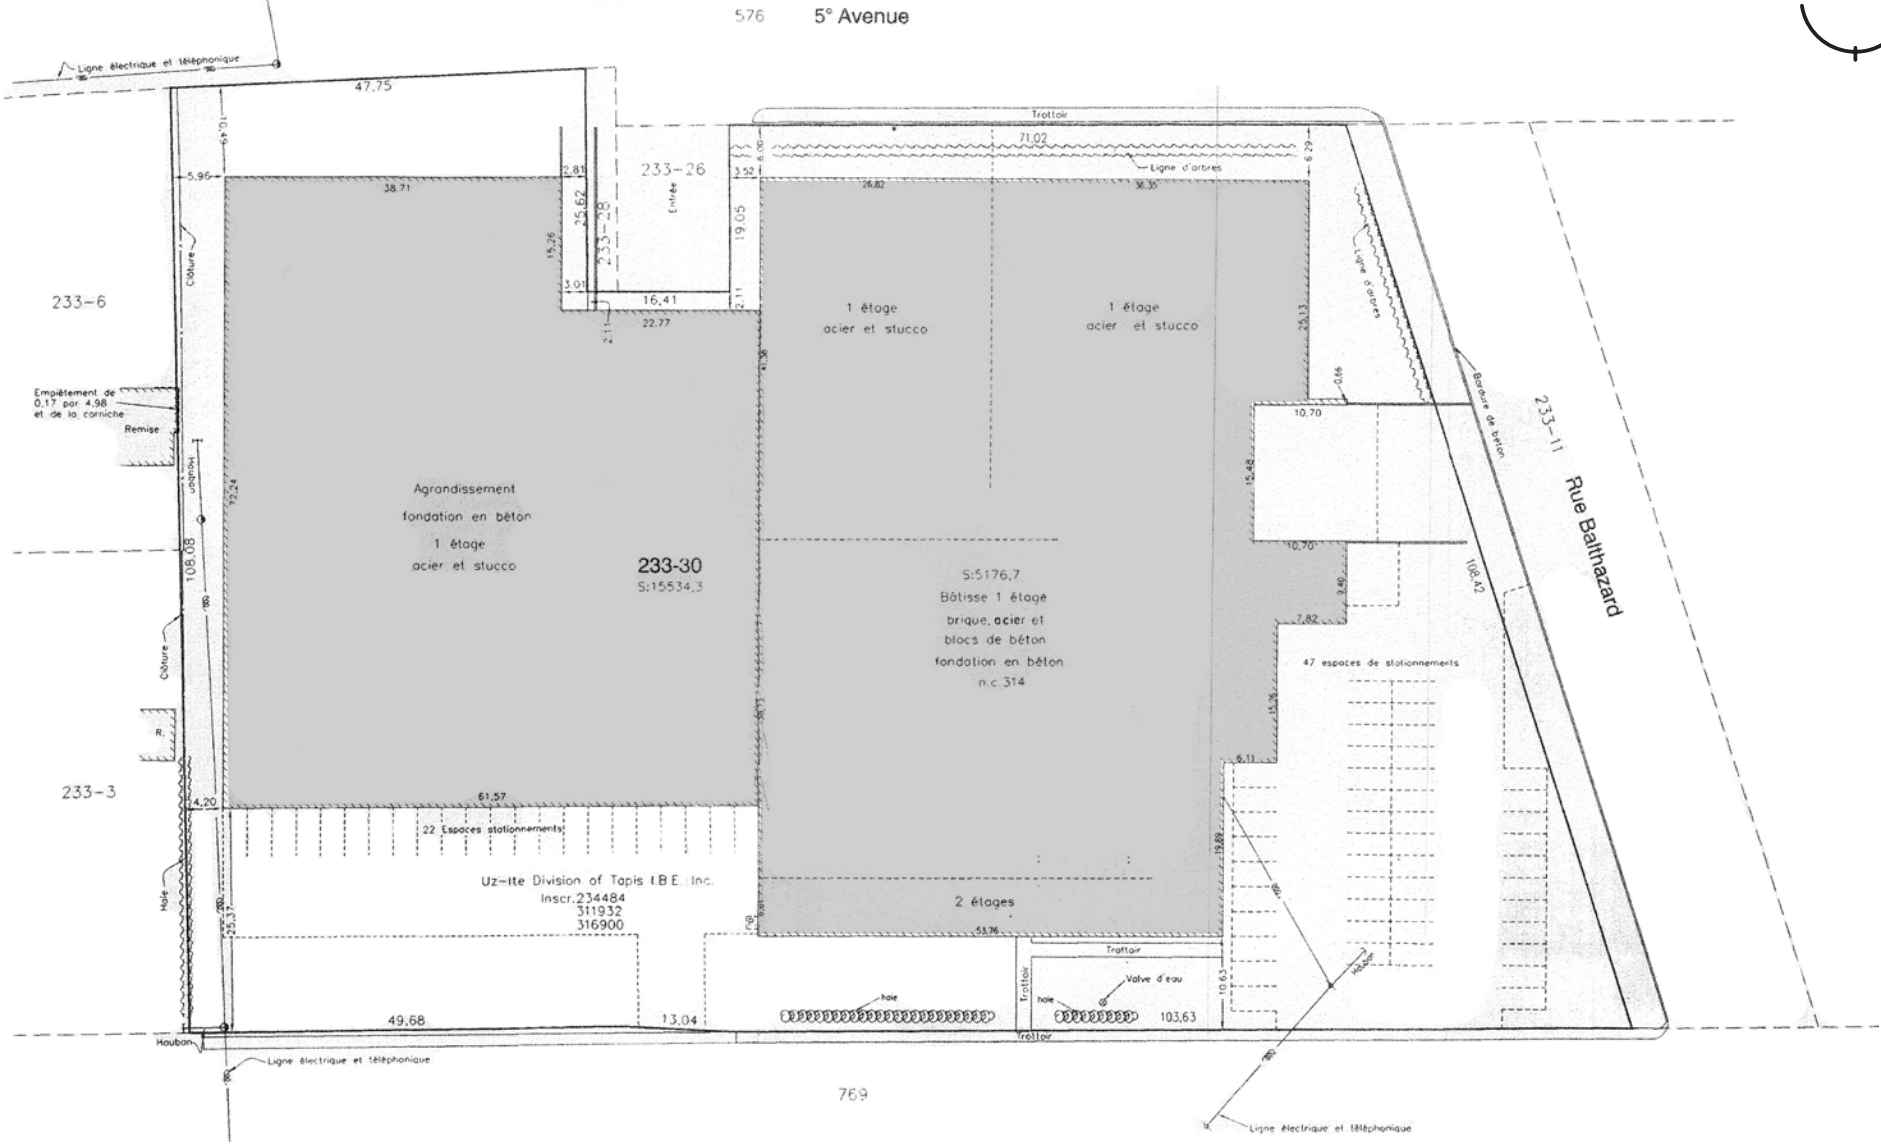 576
5° Avenue
Ligne électrique et téléphonique
47.75
10.46
Trottoir
71.02
6.00
6.29
Ligne d'arbres
5.96
38.71
2.81
25.62
233-28
15.26
3.01
233-26
Entrée
3.52
19.05
16.41
2.11
2.11
22.77
26.82
36.35
Clôture
233-6
1 étage
acier et stucco
1 étage
acier et stucco
25.13
Ligne d'arbres
0.66
10.70
15.48
10.70
9.40
7.82
Bordure de béton
233-11
Rue Balthazard
108.42
Empiètement de
0,17 par 4,98
et de la corniche
Remise
Hauban
72.24
108.08
Agrandissement
fondation en béton
1 étage
acier et stucco
233-30
S:15534,3
S:5176,7
Bâtisse 1 étage
brique, acier et
blocs de béton
fondation en béton
n.c. 314
47 espaces de stationnements
15.26
6.11
19.89
Clôture
R.
233-3
4.20
61.57
22 Espaces stationnements
Uz-Ite Division of Tapis I.B.E. Inc.
Inscr.234484
311932
316900
2 étages
53.76
Haie
25.37
Trottoir
Trottoir
Valve d'eau
haie
haie
10.63
Hauban
49.68
13.04
103,63
Trottoir
Hauban
Ligne électrique et téléphonique
769
Ligne électrique et téléphonique